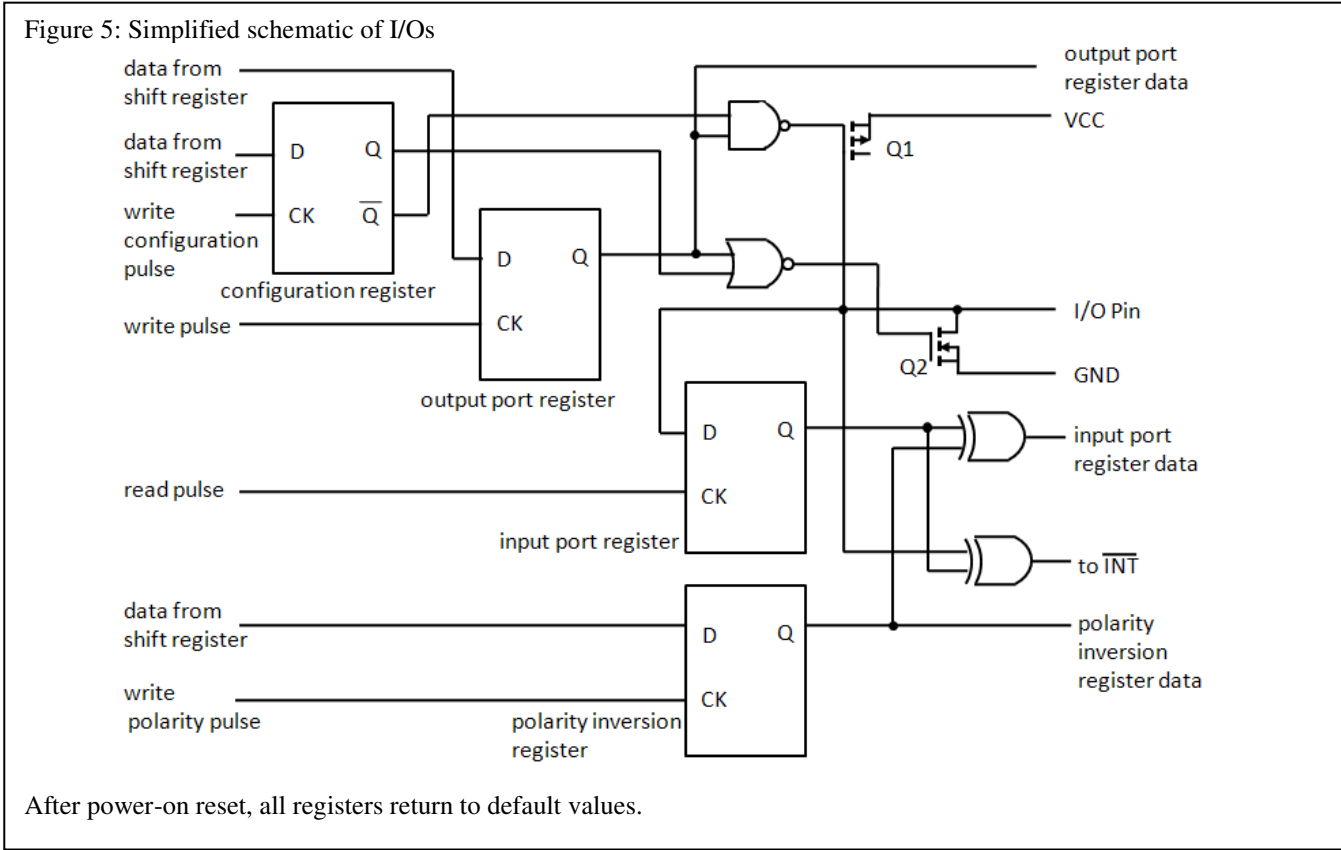 Figure 5: Simplified schematic of I/Os
data from
shift register
output port
register data
VCC
Q1
data from
shift register
D
Q
write
configuration
pulse
CK
Q̅
configuration register
D
Q
write pulse
CK
output port register
I/O Pin
Q2
GND
D
Q
input port
register data
read pulse
CK
input port register
to I̅N̅T̅
data from
shift register
D
Q
polarity
inversion
register data
write
polarity pulse
CK
polarity inversion
register
After power-on reset, all registers return to default values.